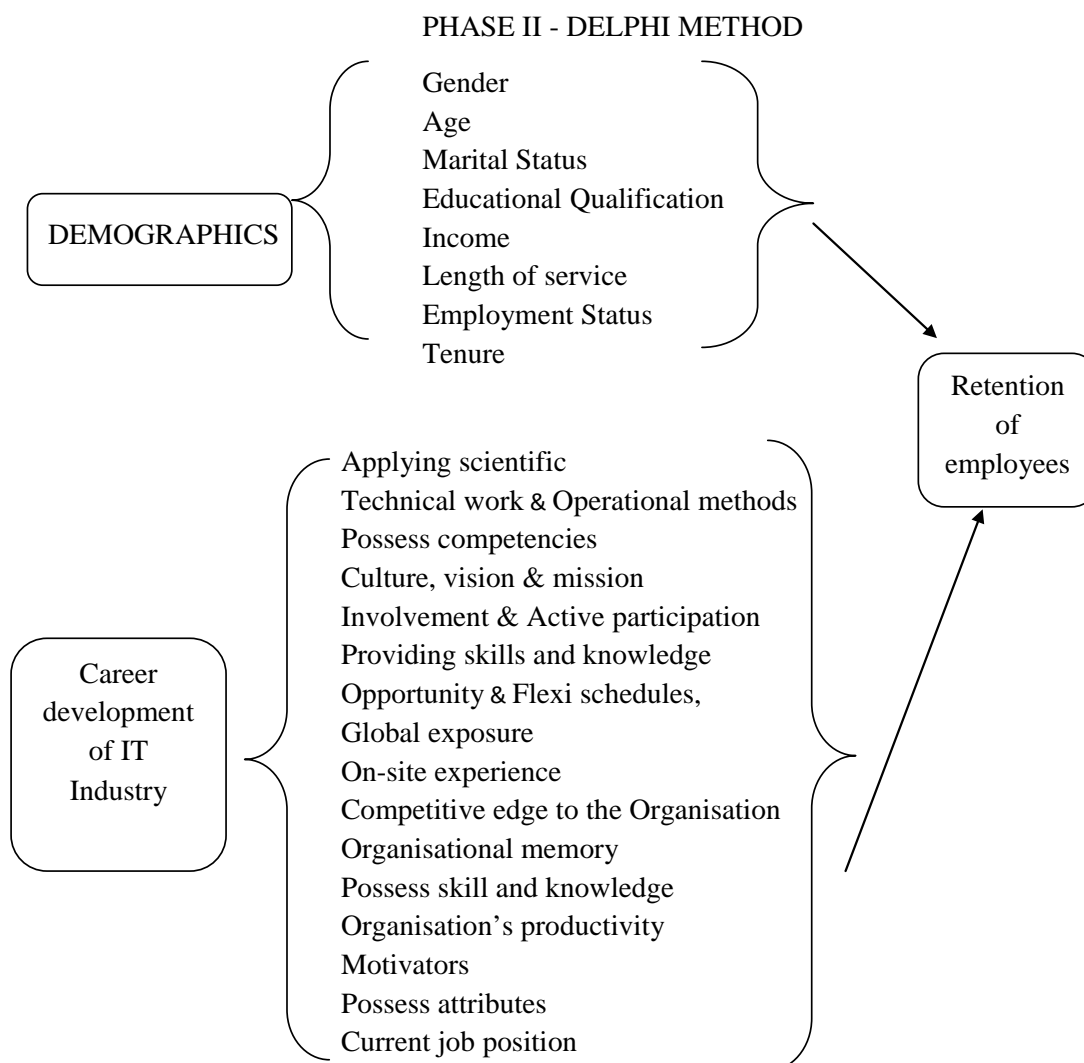 PHASE II - DELPHI METHOD
DEMOGRAPHICS
Gender
Age
Marital Status
Educational Qualification
Income
Length of service
Employment Status
Tenure
Retention
of
employees
Career
development
of IT
Industry
Applying scientific
Technical work & Operational methods
Possess competencies
Culture, vision & mission
Involvement & Active participation
Providing skills and knowledge
Opportunity & Flexi schedules,
Global exposure
On-site experience
Competitive edge to the Organisation
Organisational memory
Possess skill and knowledge
Organisation’s productivity
Motivators
Possess attributes
Current job position